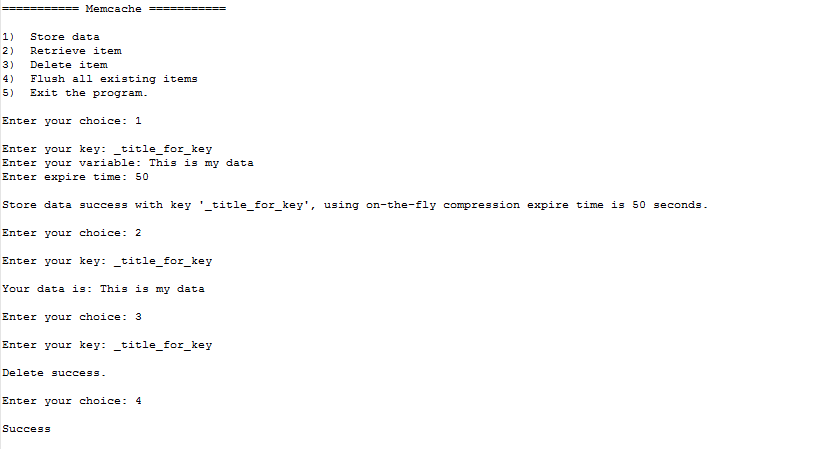 =========== Memcache ===========
1) Store data
2) Retrieve item
3) Delete item
4) Flush all existing items
5) Exit the program.
Enter your choice: 1
Enter your key: _title_for_key
Enter your variable: This is my data
Enter expire time: 50
Store data success with key '_title_for_key', using on-the-fly compression expire time is 50 seconds.
Enter your choice: 2
Enter your key: _title_for_key
Your data is: This is my data
Enter your choice: 3
Enter your key: _title_for_key
Delete success.
Enter your choice: 4
Success